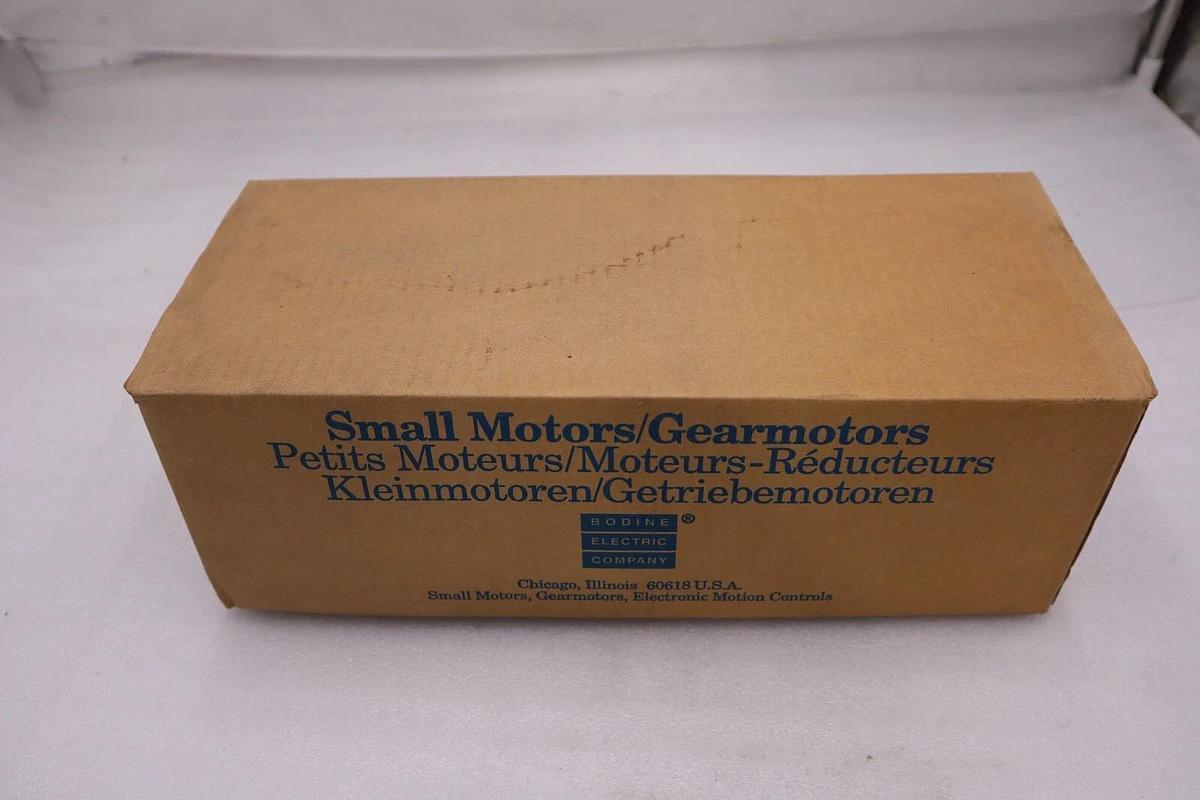 Small Motors/Gearmotors
Petits Moteurs/Moteurs-Réducteurs
Kleinmotoren/Getriebemotoren
BODINE ®
ELECTRIC
COMPANY
Chicago, Illinois 60618 U.S.A.
Small Motors, Gearmotors, Electronic Motion Controls